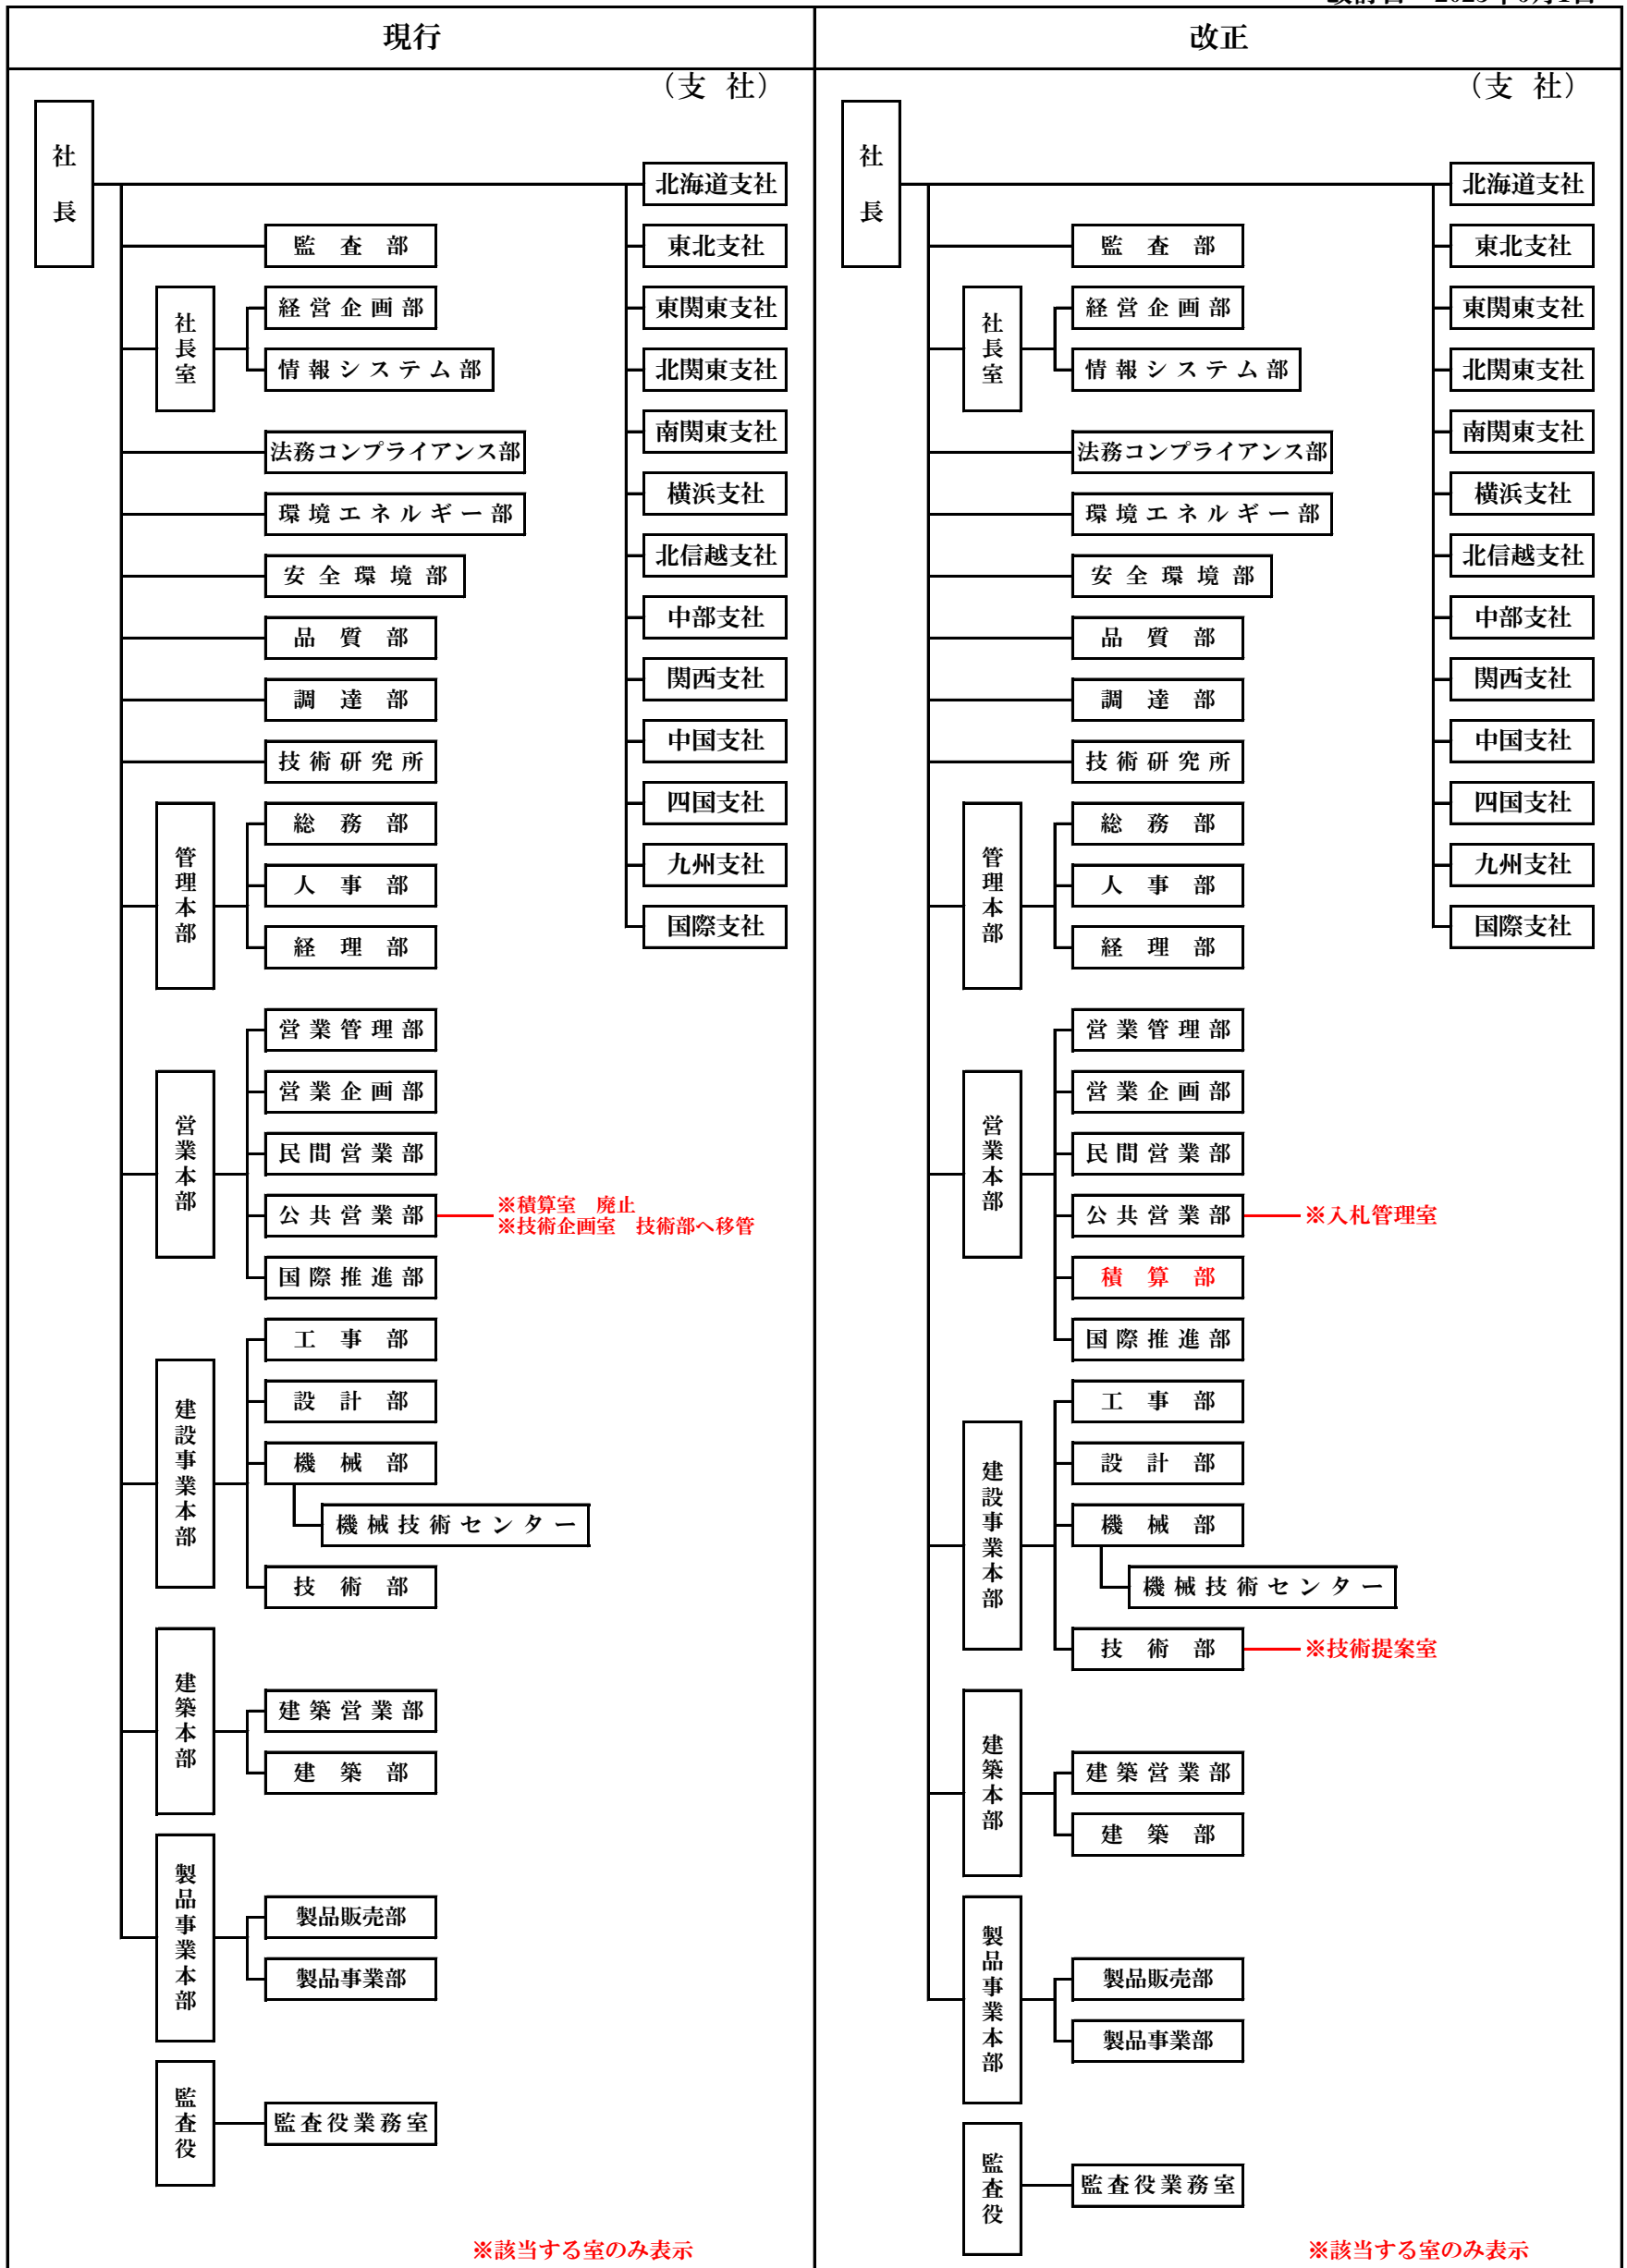 現行
（支 社）
社長
北海道支社
監査部
東北支社
社長室
経営企画部
東関東支社
情報システム部
北関東支社
法務コンプライアンス部
南関東支社
環境エネルギー部
横浜支社
安全環境部
北信越支社
品質部
中部支社
調達部
関西支社
技術研究所
中国支社
管理本部
総務部
四国支社
人事部
九州支社
経理部
国際支社
営業本部
営業管理部
営業企画部
民間営業部
公共営業部
※積算室 廃止
※技術企画室 技術部へ移管
国際推進部
建設事業本部
工事部
設計部
機械部
機械技術センター
技術部
建築本部
建築営業部
建築部
製品事業本部
製品販売部
製品事業部
監査役
監査役業務室
※該当する室のみ表示
改正
（支 社）
社長
北海道支社
監査部
東北支社
社長室
経営企画部
東関東支社
情報システム部
北関東支社
法務コンプライアンス部
南関東支社
環境エネルギー部
横浜支社
安全環境部
北信越支社
品質部
中部支社
調達部
関西支社
技術研究所
中国支社
管理本部
総務部
四国支社
人事部
九州支社
経理部
国際支社
営業本部
営業管理部
営業企画部
民間営業部
公共営業部
※入札管理室
積算部
国際推進部
建設事業本部
工事部
設計部
機械部
機械技術センター
技術部
※技術提案室
建築本部
建築営業部
建築部
製品事業本部
製品販売部
製品事業部
監査役
監査役業務室
※該当する室のみ表示